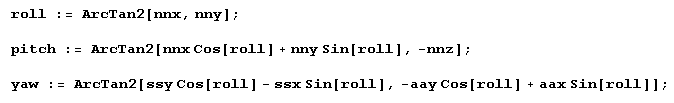 roll := ArcTan2[nnx, nny];
pitch := ArcTan2[nnx Cos[roll] + nny Sin[roll], -nnz];
yaw := ArcTan2[ssy Cos[roll] - ssx Sin[roll], -aay Cos[roll] + aax Sin[roll]];